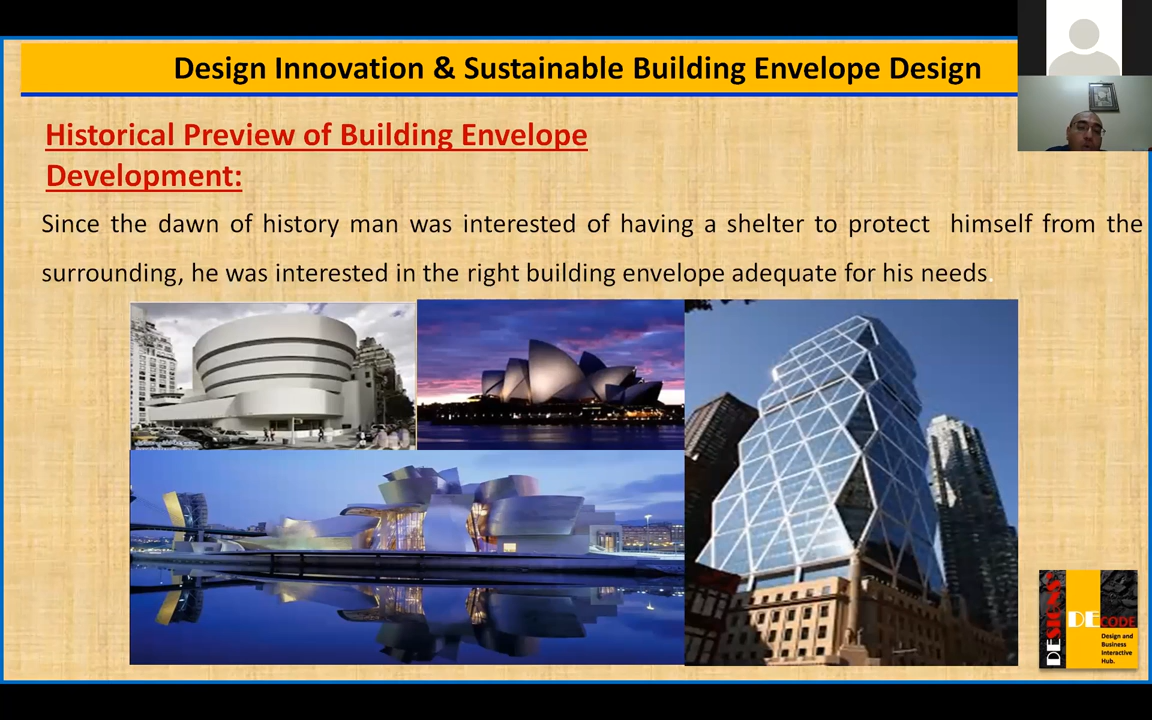 Design Innovation & Sustainable Building Envelope Design
Historical Preview of Building Envelope
Development:
Since the dawn of history man was interested of having a shelter to protect himself from the
surrounding, he was interested in the right building envelope adequate for his needs.
DESIGNS
DECODE
Design and
Business
Interactive
Hub.